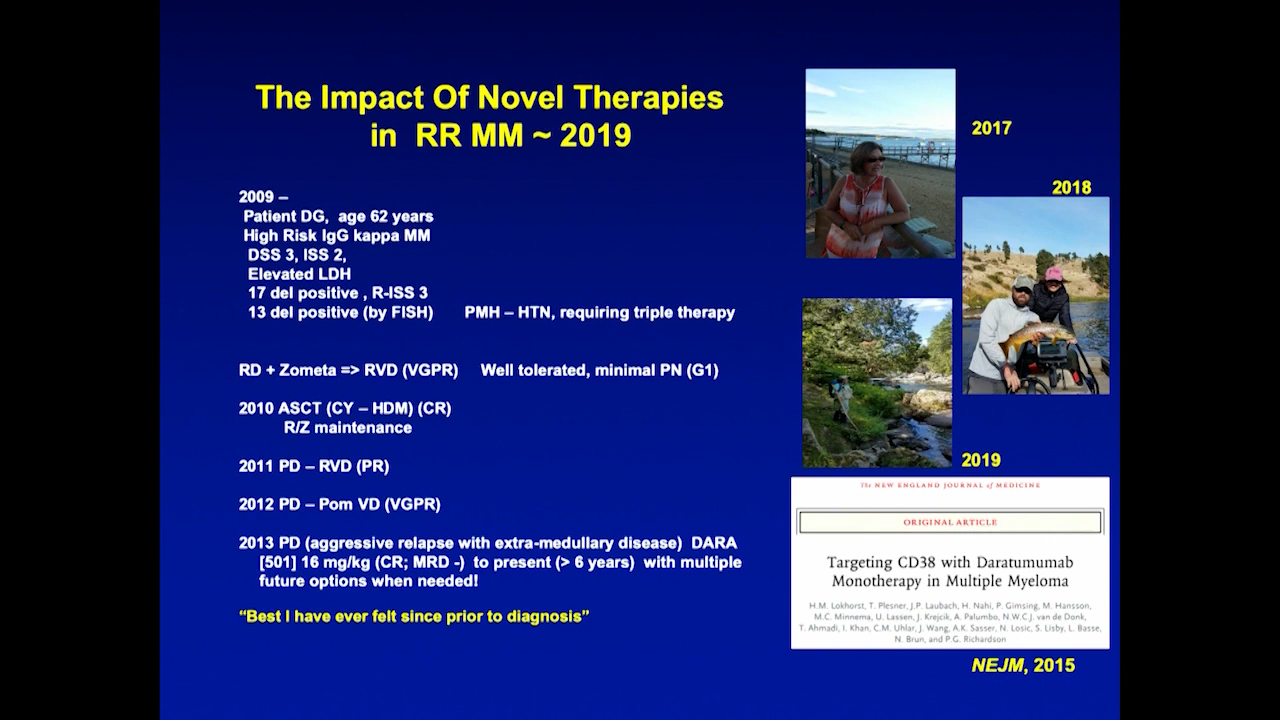 The Impact Of Novel Therapies
in RR MM ~ 2019
2009 –
Patient DG, age 62 years
High Risk IgG kappa MM
DSS 3, ISS 2,
Elevated LDH
17 del positive , R-ISS 3
13 del positive (by FISH) PMH – HTN, requiring triple therapy
RD + Zometa => RVD (VGPR) Well tolerated, minimal PN (G1)
2010 ASCT (CY – HDM) (CR)
R/Z maintenance
2011 PD – RVD (PR)
2012 PD – Pom VD (VGPR)
2013 PD (aggressive relapse with extra-medullary disease) DARA
[501] 16 mg/kg (CR; MRD -) to present (> 6 years) with multiple
future options when needed!
“Best I have ever felt since prior to diagnosis”
2017
2018
2019
The NEW ENGLAND JOURNAL of MEDICINE
ORIGINAL ARTICLE
Targeting CD38 with Daratumumab
Monotherapy in Multiple Myeloma
H.M. Lokhorst, T. Plesner, J.P. Laubach, H. Nahi, P. Gimsing, M. Hansson,
M.C. Minnema, U. Lassen, J. Krejcik, A. Palumbo, N.W.C.J. van de Donk,
T. Ahmadi, I. Khan, C.M. Uhlar, J. Wang, A.K. Sasser, N. Losic, S. Lisby, L. Basse,
N. Brun, and P.G. Richardson
NEJM, 2015